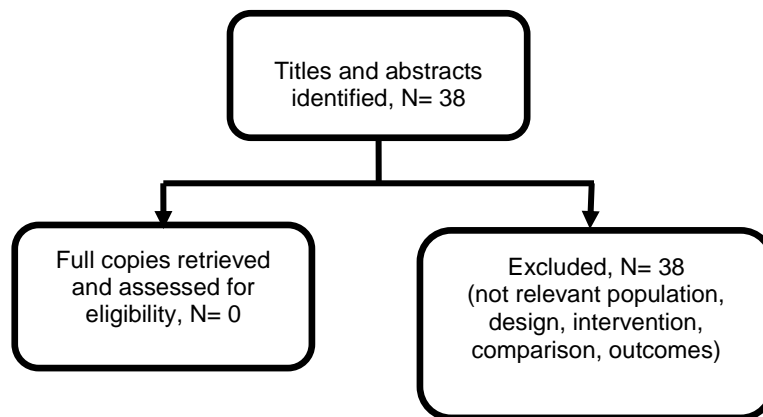 Titles and abstracts
identified, N= 38
Full copies retrieved
and assessed for
eligibility, N= 0
Excluded, N= 38
(not relevant population,
design, intervention,
comparison, outcomes)